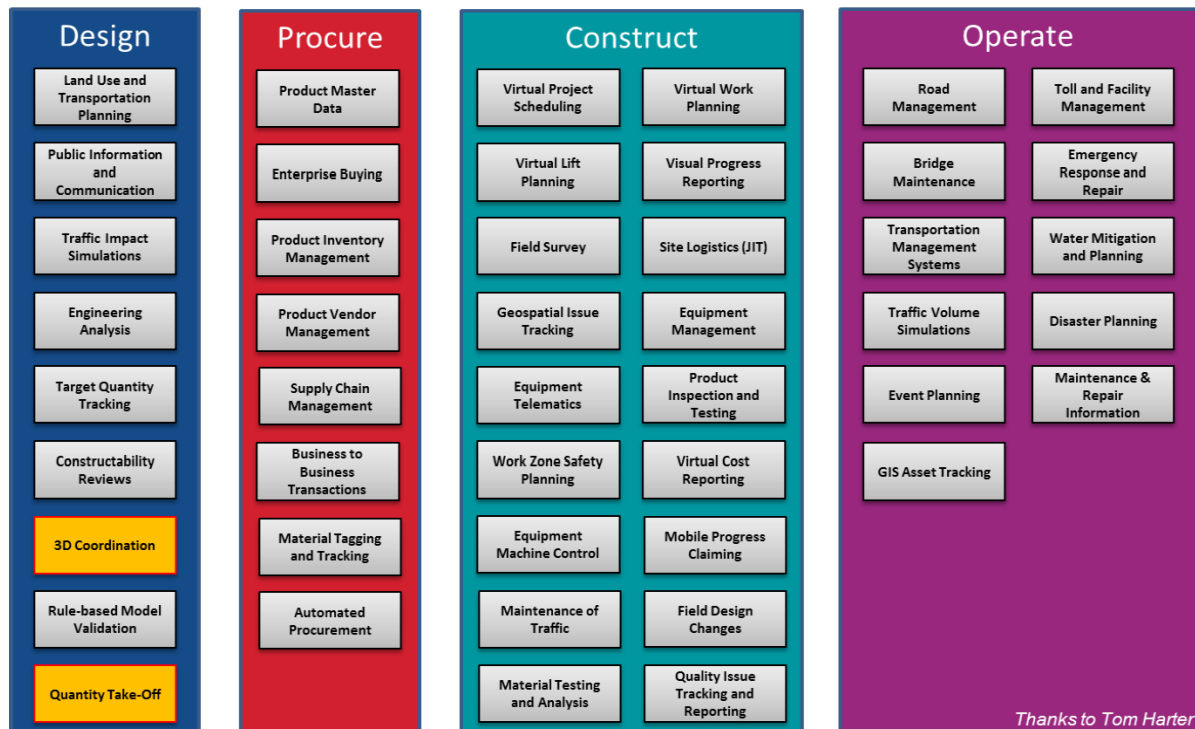 Design
Land Use and
Transportation
Planning
Public Information
and
Communication
Traffic Impact
Simulations
Engineering
Analysis
Target Quantity
Tracking
Constructability
Reviews
3D Coordination
Rule-based Model
Validation
Quantity Take-Off
Procure
Product Master
Data
Enterprise Buying
Product Inventory
Management
Product Vendor
Management
Supply Chain
Management
Business to
Business
Transactions
Material Tagging
and Tracking
Automated
Procurement
Construct
Virtual Project
Scheduling
Virtual Work
Planning
Virtual Lift
Planning
Visual Progress
Reporting
Field Survey
Site Logistics (JIT)
Geospatial Issue
Tracking
Equipment
Management
Equipment
Telematics
Product
Inspection and
Testing
Work Zone Safety
Planning
Virtual Cost
Reporting
Equipment
Machine Control
Mobile Progress
Claiming
Maintenance of
Traffic
Field Design
Changes
Material Testing
and Analysis
Quality Issue
Tracking and
Reporting
Operate
Road
Management
Toll and Facility
Management
Bridge
Maintenance
Emergency
Response and
Repair
Transportation
Management
Systems
Water Mitigation
and Planning
Traffic Volume
Simulations
Disaster Planning
Event Planning
Maintenance &
Repair
Information
GIS Asset Tracking
Thanks to Tom Harter